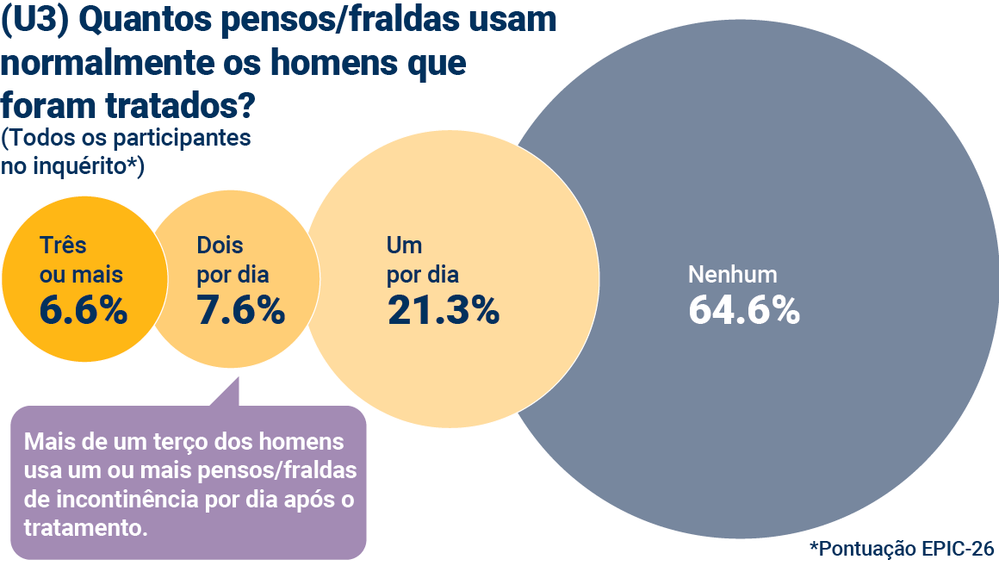 (U3) Quantos pensos/fraldas usam
normalmente os homens que
foram tratados?
(Todos os participantes
no inquérito*)
Três
ou mais
6.6%
Dois
por dia
7.6%
Um
por dia
21.3%
Nenhum
64.6%
Mais de um terço dos homens
usa um ou mais pensos/fraldas
de incontinência por dia após o
tratamento.
*Pontuação EPIC-26